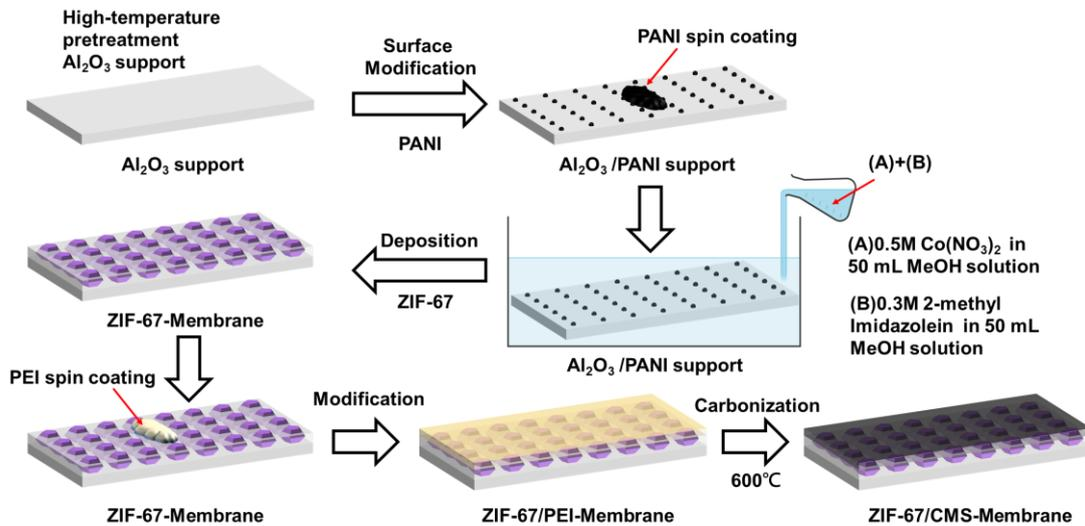 High-temperature
pretreatment
Al₂O₃ support
Al₂O₃ support
Surface
Modification
PANI
PANI spin coating
Al₂O₃ /PANI support
(A)+(B)
(A)0.5M Co(NO₃)₂ in
50 mL MeOH solution
(B)0.3M 2-methyl
Imidazolein in 50 mL
MeOH solution
Al₂O₃ /PANI support
Deposition
ZIF-67
ZIF-67-Membrane
PEI spin coating
ZIF-67-Membrane
Modification
ZIF-67/PEI-Membrane
Carbonization
600℃
ZIF-67/CMS-Membrane